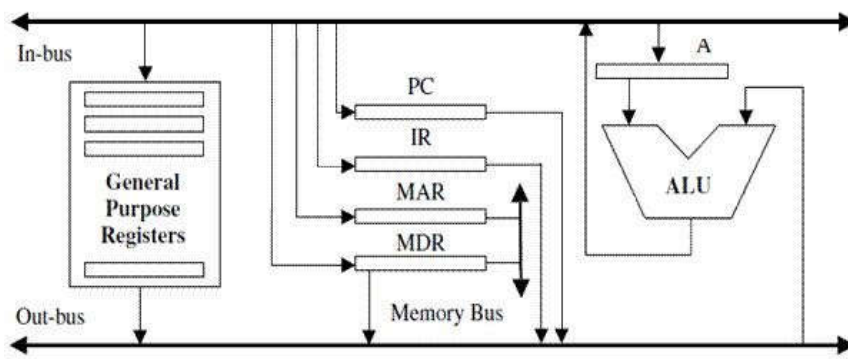 In-bus
A
PC
IR
General
Purpose
Registers
MAR
MDR
ALU
Out-bus
Memory Bus